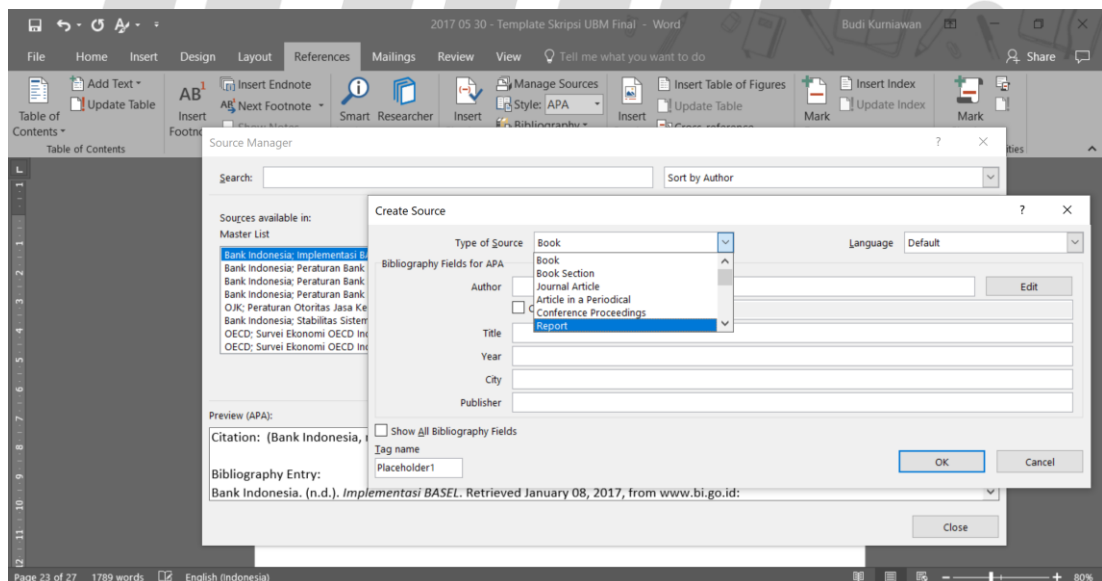 2017 05 30 - Template Skripsi UBM Final - Word
Budi Kurniawan
File Home Insert Design Layout References Mailings Review View Tell me what you want to do Share
Table of Contents
Add Text
Update Table
Table of Contents
AB1
Insert
Insert Endnote
Next Footnote
Smart
Researcher
Insert
Manage Sources
Style: APA
Bibliography
Insert
Insert Table of Figures
Update Table
Cross-reference
Mark
Insert Index
Update Index
Mark
Source Manager
Search:
Sort by Author
Sources available in:
Master List
Bank Indonesia; Implementasi
Bank Indonesia; Peraturan Bank
Bank Indonesia; Peraturan Bank
Bank Indonesia; Peraturan Bank
OJK; Peraturan Otoritas Jasa Ke
Bank Indonesia; Stabilitas Sistem
OECD; Survei Ekonomi OECD
OECD; Survei Ekonomi OECD
Preview (APA):
Citation: (Bank Indonesia,
Bibliography Entry:
Bank Indonesia. (n.d.). Implementasi BASEL. Retrieved January 08, 2017, from www.bi.go.id:
Close
Create Source
Type of Source Book
Language Default
Book
Book Section
Journal Article
Article in a Periodical
Conference Proceedings
Report
Bibliography Fields for APA
Author
Edit
Title
Year
City
Publisher
Show All Bibliography Fields
Tag name
Placeholder1
OK Cancel
Page 23 of 27 1789 words English (Indonesia) 80%